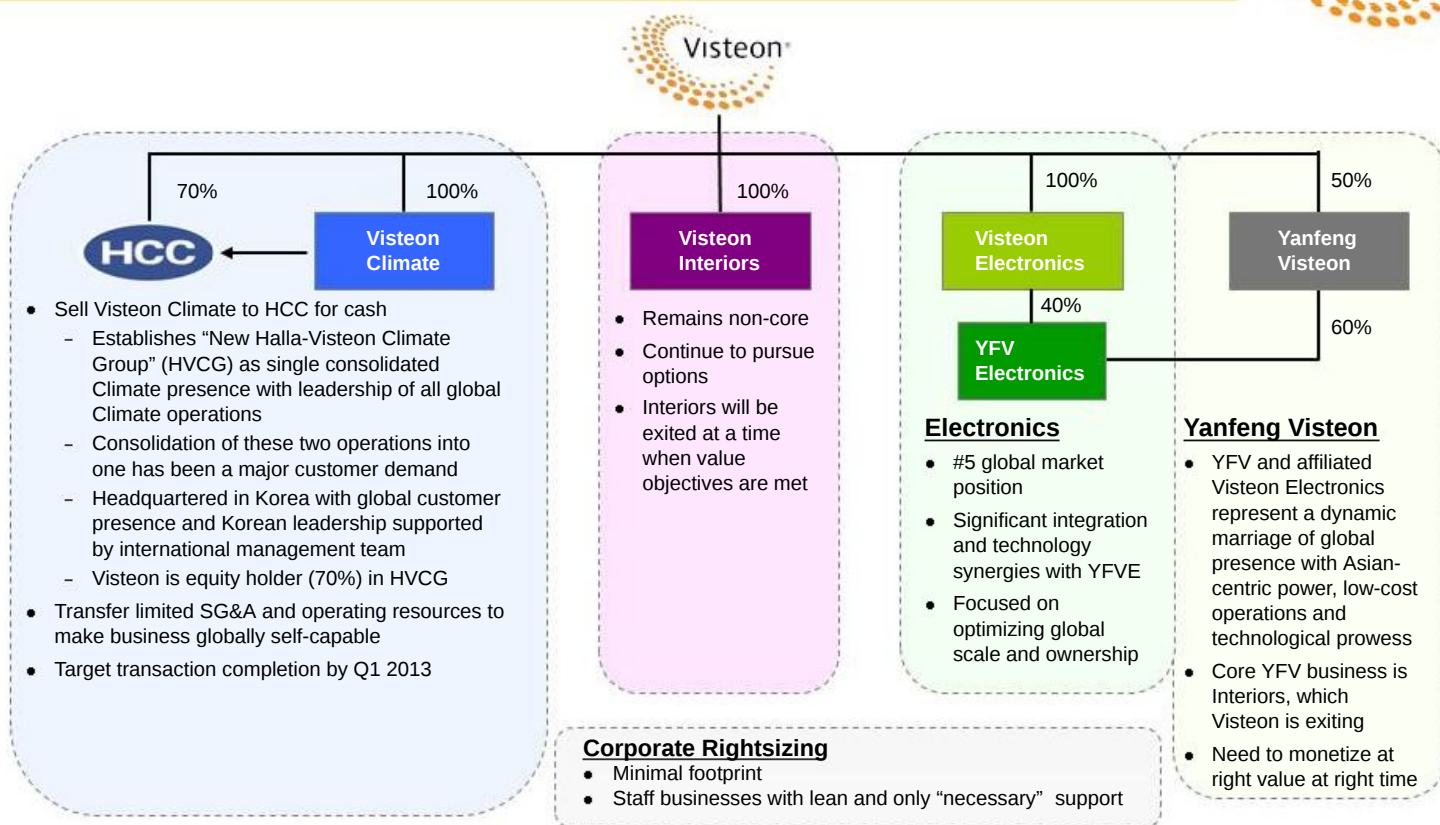 Visteon®
70%
100%
100%
100%
50%
HCC
Visteon
Climate
Visteon
Interiors
Visteon
Electronics
Yanfeng
Visteon
40%
60%
YFV
Electronics
• Sell Visteon Climate to HCC for cash
– Establishes “New Halla-Visteon Climate
Group” (HVCG) as single consolidated
Climate presence with leadership of all global
Climate operations
– Consolidation of these two operations into
one has been a major customer demand
– Headquartered in Korea with global customer
presence and Korean leadership supported
by international management team
– Visteon is equity holder (70%) in HVCG
• Transfer limited SG&A and operating resources to
make business globally self-capable
• Target transaction completion by Q1 2013
• Remains non-core
• Continue to pursue
options
• Interiors will be
exited at a time
when value
objectives are met
Electronics
• #5 global market
position
• Significant integration
and technology
synergies with YFVE
• Focused on
optimizing global
scale and ownership
Yanfeng Visteon
• YFV and affiliated
Visteon Electronics
represent a dynamic
marriage of global
presence with Asian-
centric power, low-cost
operations and
technological prowess
• Core YFV business is
Interiors, which
Visteon is exiting
• Need to monetize at
right value at right time
Corporate Rightsizing
• Minimal footprint
• Staff businesses with lean and only “necessary” support